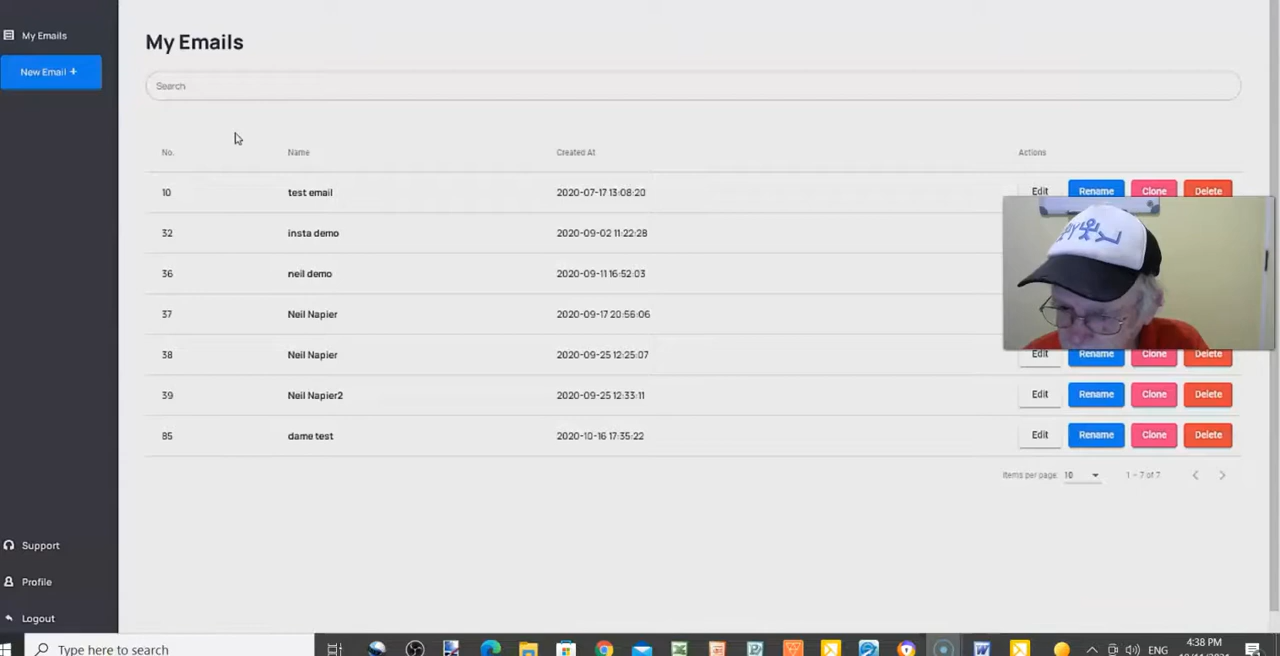 My Emails
New Email +
My Emails
Search
No. Name Created At Actions
10 test email 2020-07-17 13:08:20 Edit Rename Clone Delete
32 insta demo 2020-09-02 11:22:28
36 neil demo 2020-09-11 16:52:03
37 Neil Napier 2020-09-17 20:56:06
38 Neil Napier 2020-09-25 12:25:07 Edit Rename Clone Delete
39 Neil Napier2 2020-09-25 12:33:11 Edit Rename Clone Delete
85 dame test 2020-10-16 17:35:22 Edit Rename Clone Delete
Items per page: 10 1 – 7 of 7
Support
Profile
Logout
Type here to search
ENG
4:38 PM